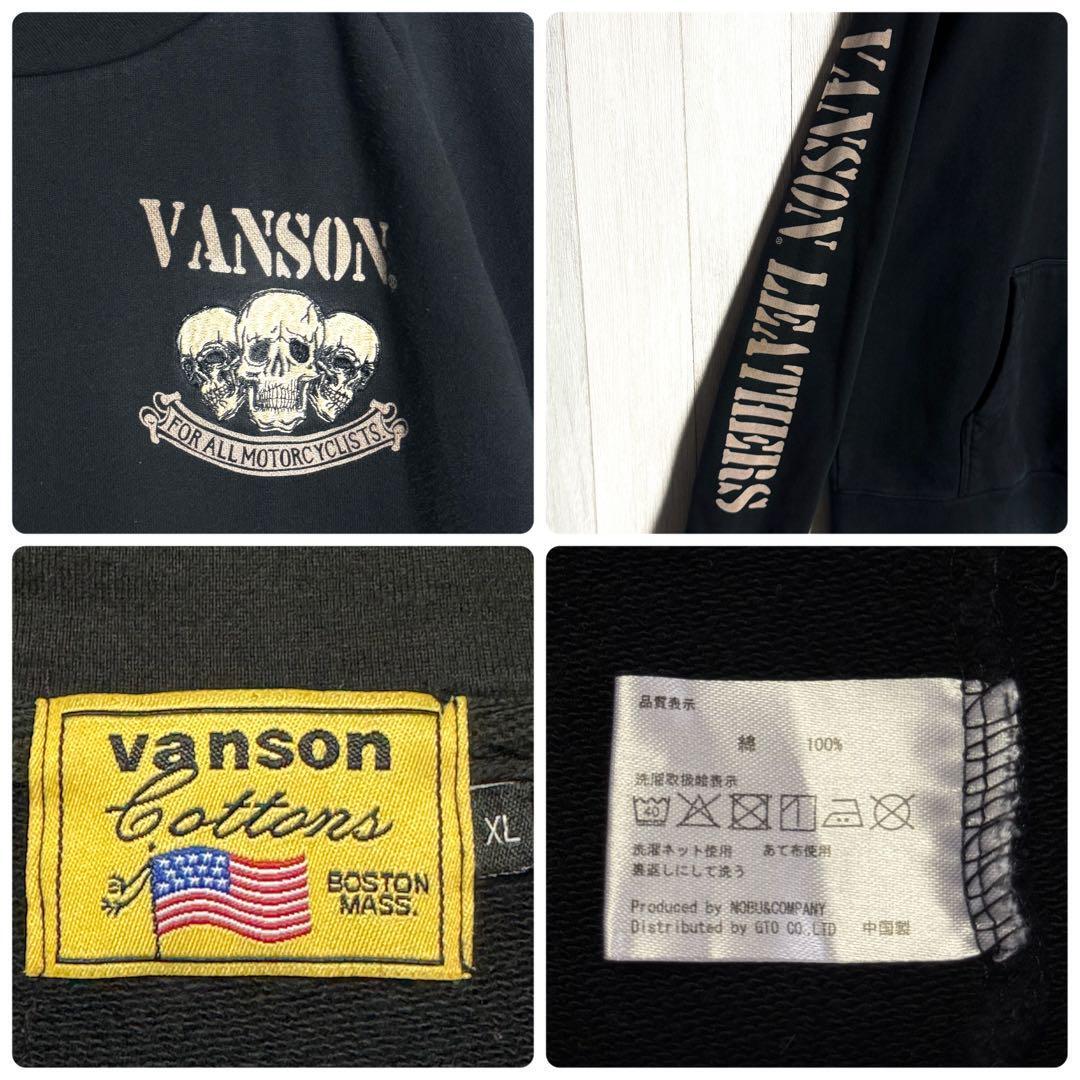 VANSON®
FOR ALL MOTORCYCLISTS.
VANSON LEATHERS®
vanson
Cottons
BOSTON
MASS.
XL
品質表示
綿 100%
洗濯取扱絵表示
40
洗濯ネット使用 あて布使用
裏返しにして洗う
Produced by NOBU&COMPANY
Distributed by GTO CO.,LTD 中国製